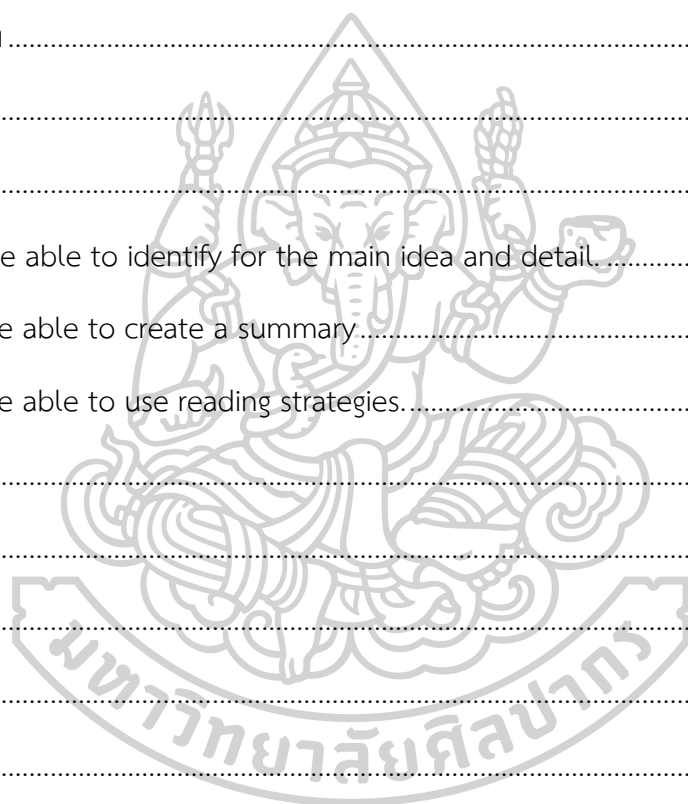 e able to identify for the main idea and detail. ............
e able to create a summary ............
e able to use reading strategies. ............
มหาวิทยาลัยศิลปากร